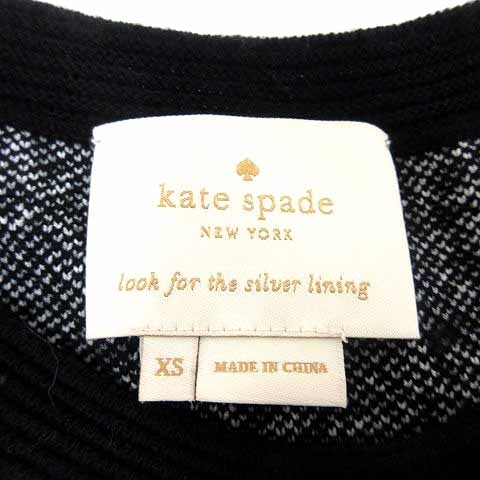 kate spade
NEW YORK
look for the silver lining
XS
MADE IN CHINA